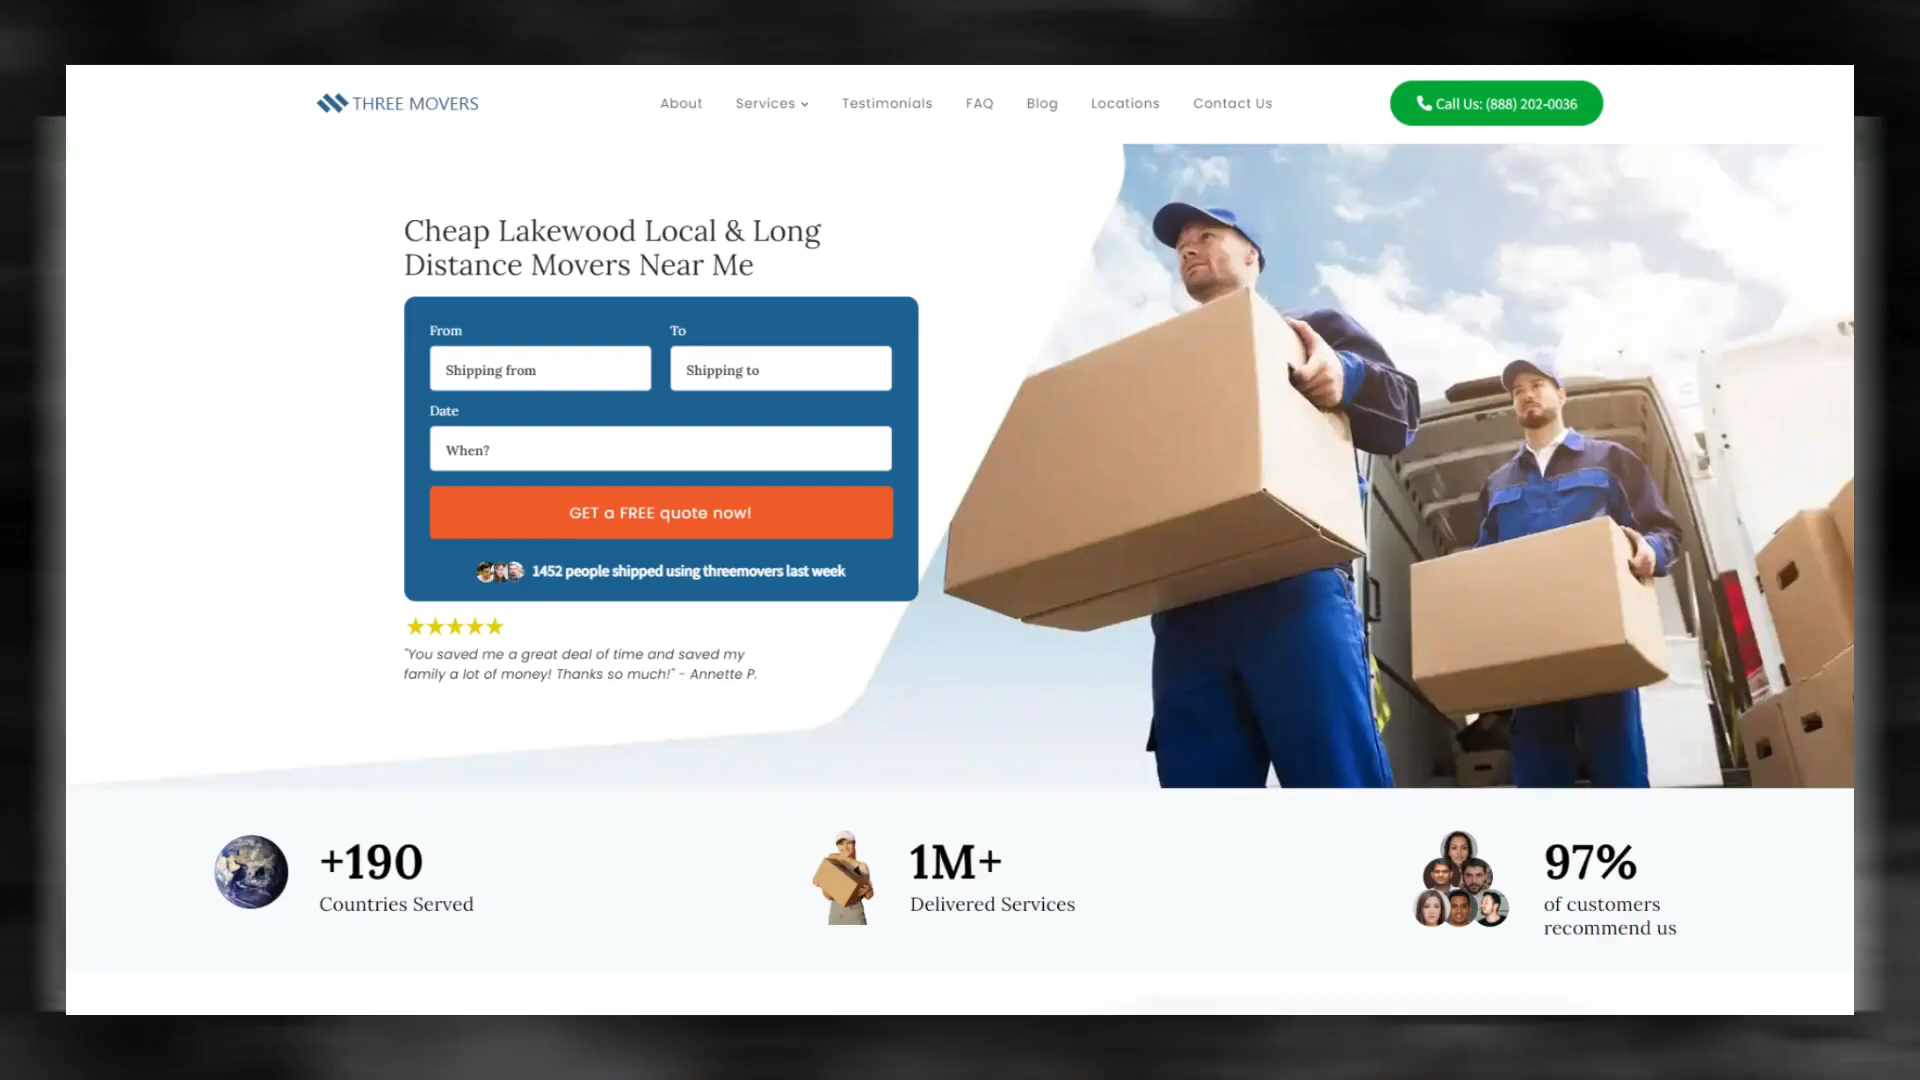 THREE MOVERS
About
Services
Testimonials
FAQ
Blog
Locations
Contact Us
Call Us: (888) 202-0036
Cheap Lakewood Local & Long
Distance Movers Near Me
From
To
Shipping from
Shipping to
Date
When?
GET a FREE quote now!
1452 people shipped using threemovers last week
"You saved me a great deal of time and saved my
family a lot of money! Thanks so much!" - Annette P.
+190
Countries Served
1M+
Delivered Services
97%
of customers
recommend us